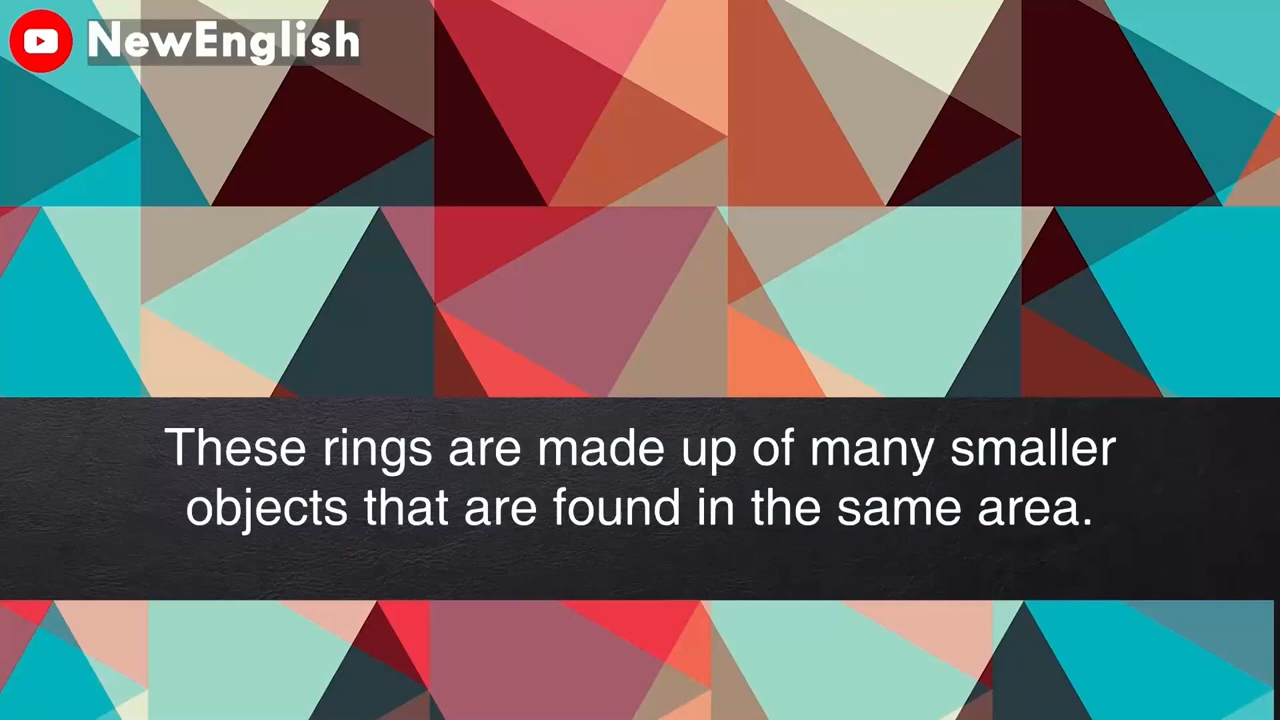 NewEnglish
These rings are made up of many smaller
objects that are found in the same area.